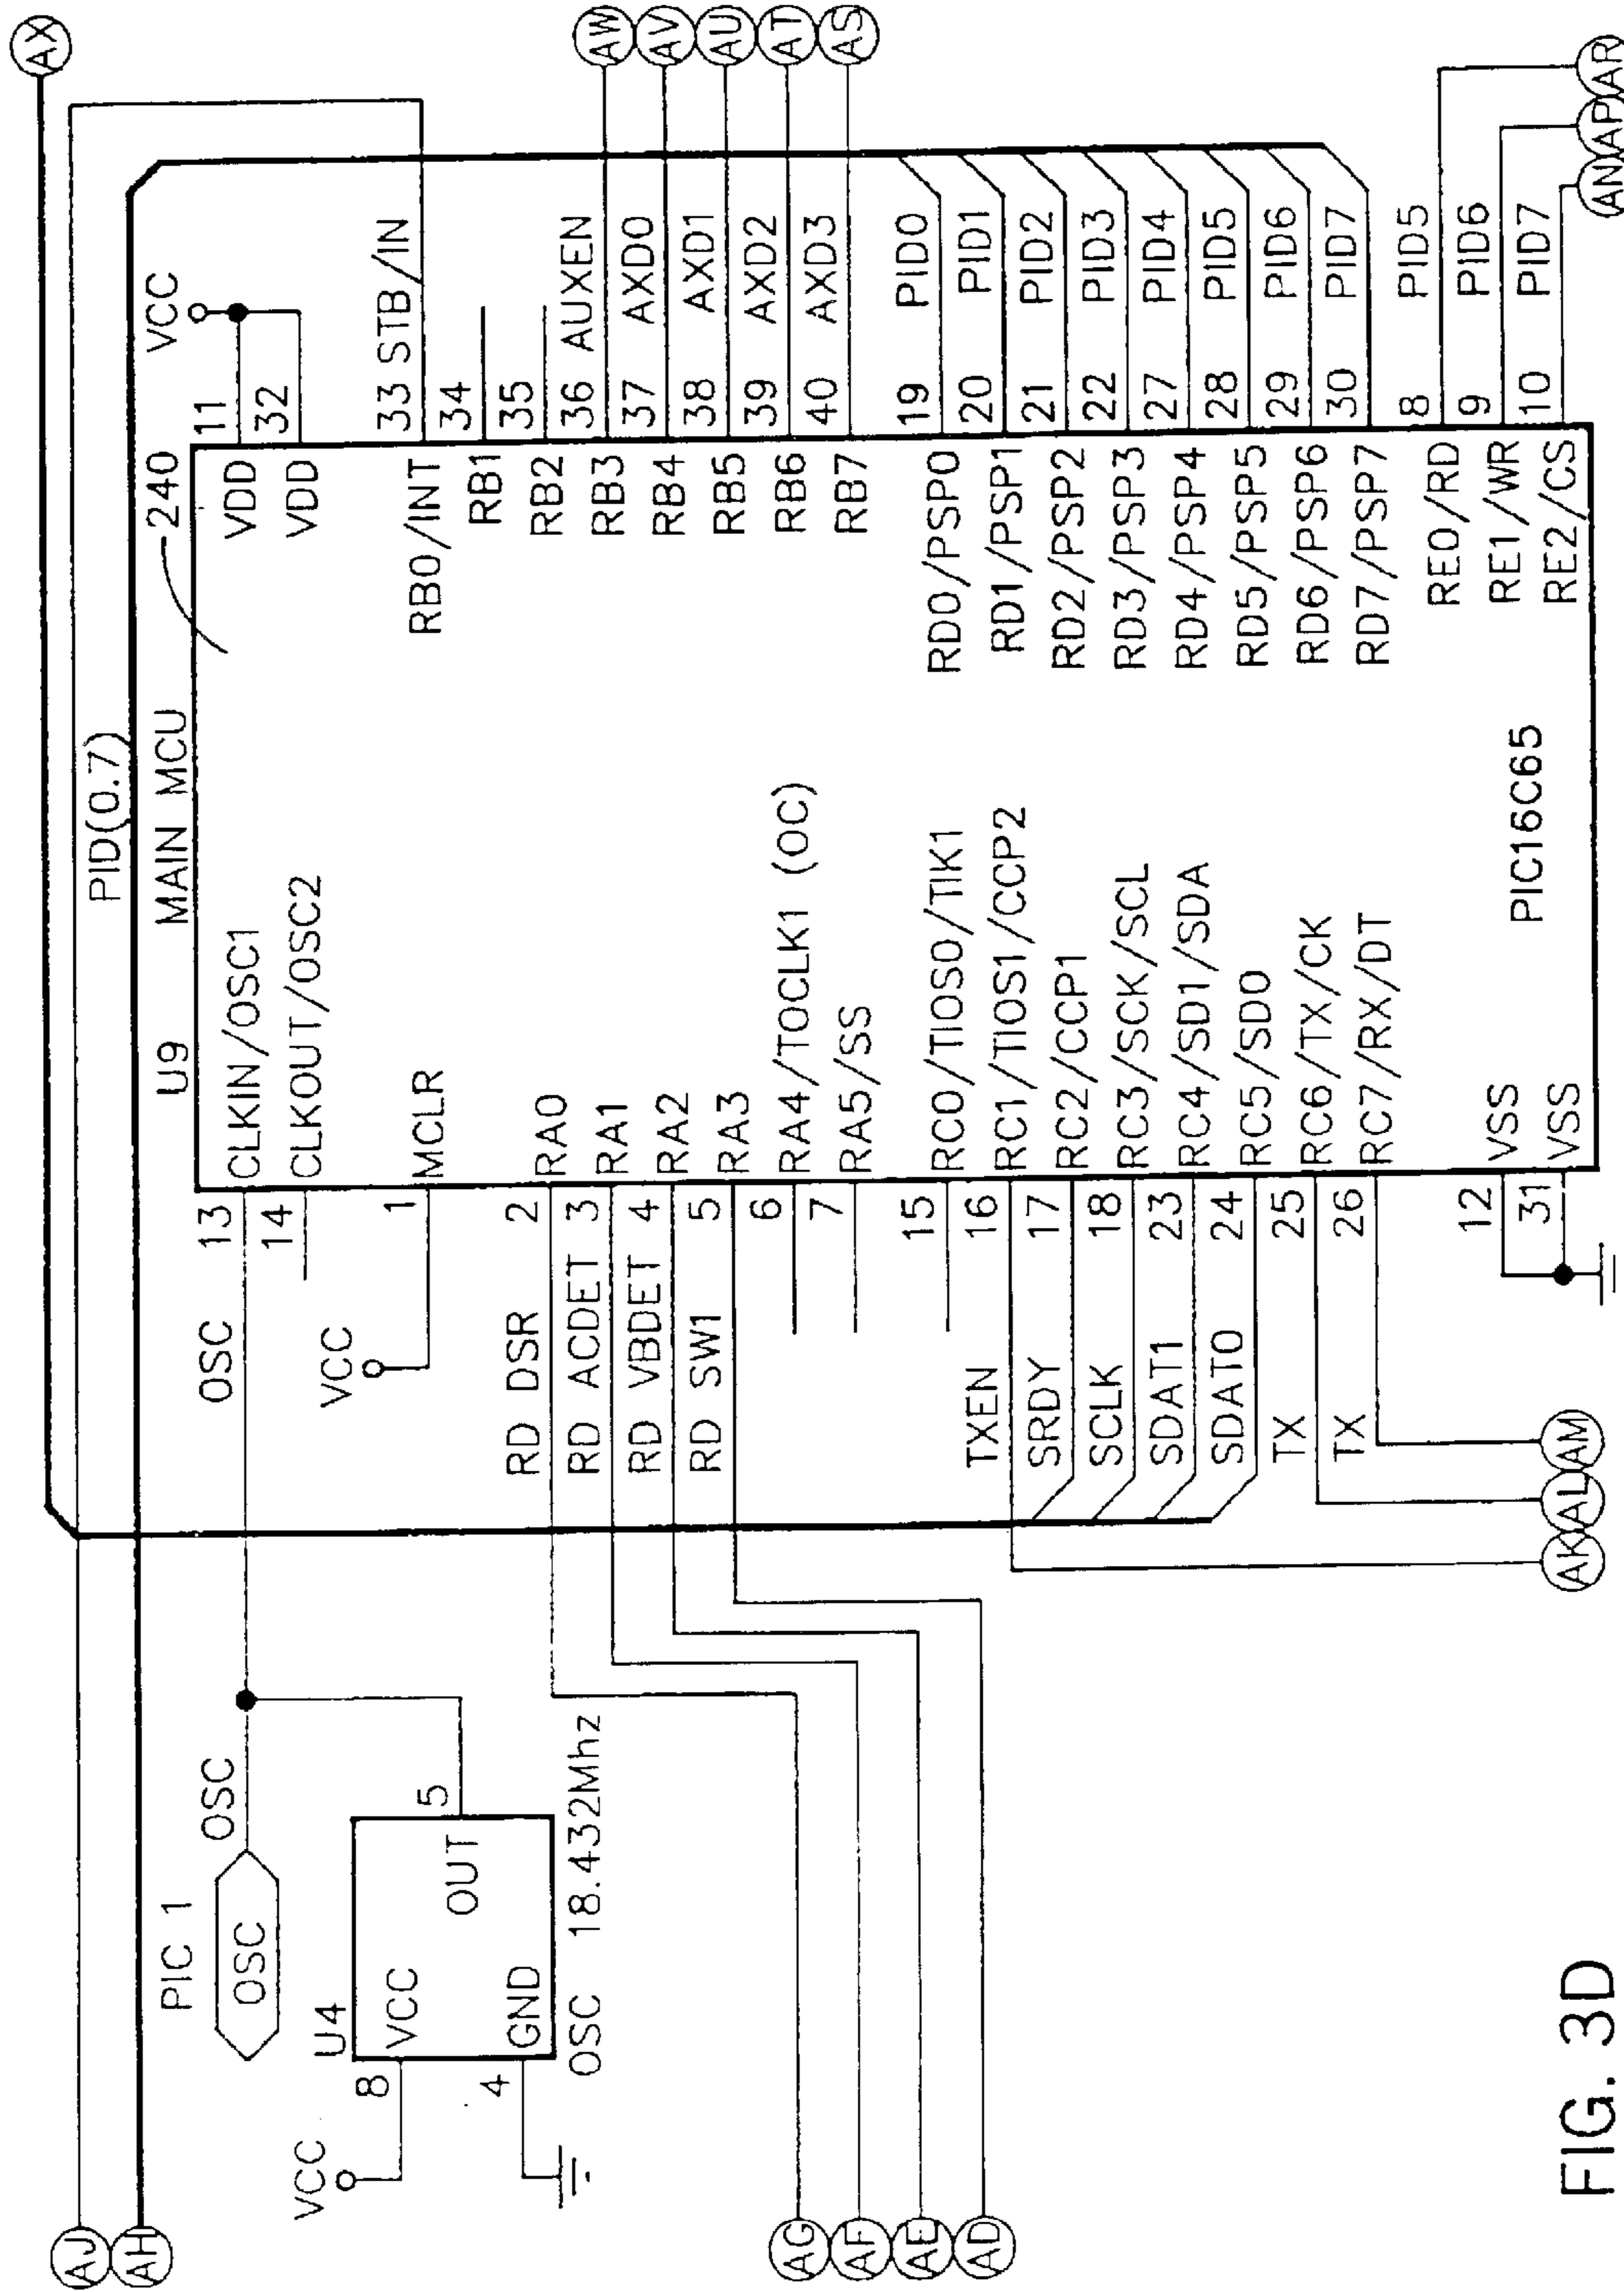 AX
AJ
AH
PID(0.7)
PIC 1
OSC
OSC
U4
8
VCC
VCC
4
GND
OUT
5
OSC 18.432Mhz
U9 MAIN MCU 240
OSC 13 CLKIN/OSC1
14 CLKOUT/OSC2
VCC
1 MCLR
RD DSR 2 RA0
RD ACDET 3 RA1
RD VBDET 4 RA2
RD SW1 5 RA3
6 RA4/TOCLK1 (OC)
7 RA5/SS
15 RC0/TIOSO/TIK1
TXEN 16 RC1/TIOS1/CCP2
SRDY 17 RC2/CCP1
SCLK 18 RC3/SCK/SCL
SDAT1 23 RC4/SD1/SDA
SDATO 24 RC5/SDO
TX 25 RC6/TX/CK
TX 26 RC7/RX/DT
12 VSS
31 VSS
PIC16C65
VCC
VDD 11
VDD 32
RB0/INT 33 STB/IN
RB1 34
RB2 35
RB3 36 AUXEN AW
RB4 37 AXD0 AV
RB5 38 AXD1 AU
RB6 39 AXD2 AT
RB7 40 AXD3 AS
RD0/PSP0 19 PID0
RD1/PSP1 20 PID1
RD2/PSP2 21 PID2
RD3/PSP3 22 PID3
RD4/PSP4 27 PID4
RD5/PSP5 28 PID5
RD6/PSP6 29 PID6
RD7/PSP7 30 PID7
RE0/RD 8 PID5
RE1/WR 9 PID6
RE2/CS 10 PID7
AG
AF
AE
AD
AK AL AM
AN AP AR
FIG. 3D